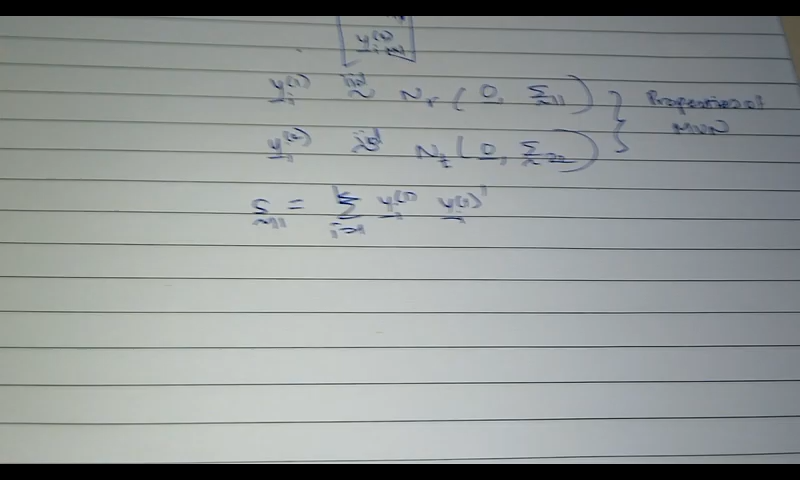 y_i^(2)
y_i^(1) iid ~ N_r ( 0, Σ_11 ) } Properties of
y_i^(2) iid ~ N_t ( 0, Σ_22 ) MVN
S_11 = Σ_{i=1}^k y_i^(1) y_i^(1)'